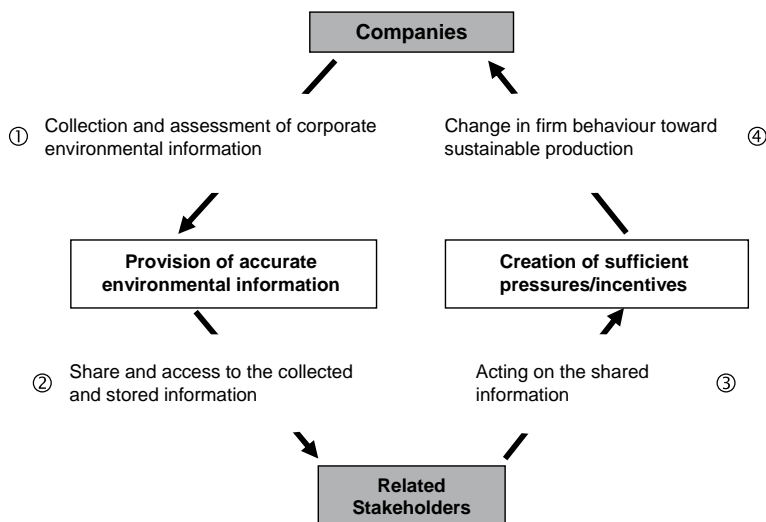 Companies
① Collection and assessment of corporate
environmental information
Change in firm behaviour toward
sustainable production ④
Provision of accurate
environmental information
Creation of sufficient
pressures/incentives
② Share and access to the collected
and stored information
Acting on the shared
information ③
Related
Stakeholders